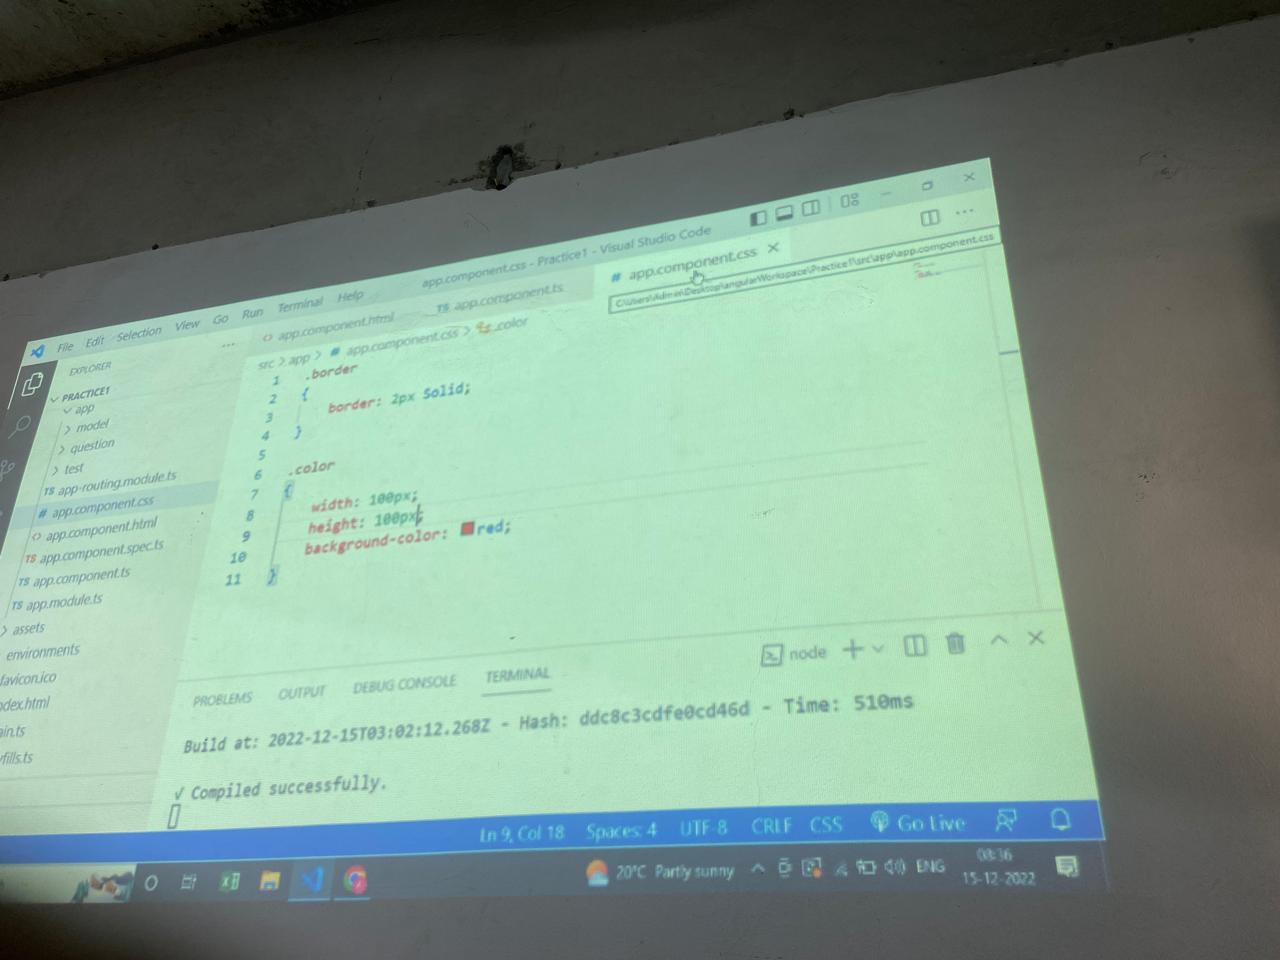 app.component.css - Practice1 - Visual Studio Code
File Edit Selection View Go Run Terminal Help
app.component.html
TS app.component.ts
# app.component.css
C:\Users\Admin\Desktop\angularWorkspace\Practice1\src\app\app.component.css
EXPLORER
PRACTICE1
app
model
question
test
TS app-routing.module.ts
# app.component.css
app.component.html
TS app.component.spec.ts
TS app.component.ts
TS app.module.ts
assets
environments
favicon.ico
ndex.html
ain.ts
fills.ts
src > app > # app.component.css > .color
1 .border
2 {
3 border: 2px Solid;
4 }
5
6 .color
7 {
8 width: 100px;
9 height: 100px;
10 background-color: red;
11 }
PROBLEMS OUTPUT DEBUG CONSOLE TERMINAL
node
Build at: 2022-12-15T03:02:12.268Z - Hash: ddc8c3cdfe0cd46d - Time: 510ms
√ Compiled successfully.
Ln 9, Col 18 Spaces: 4 UTF-8 CRLF CSS Go Live
20°C Partly sunny ENG
08:36
15-12-2022